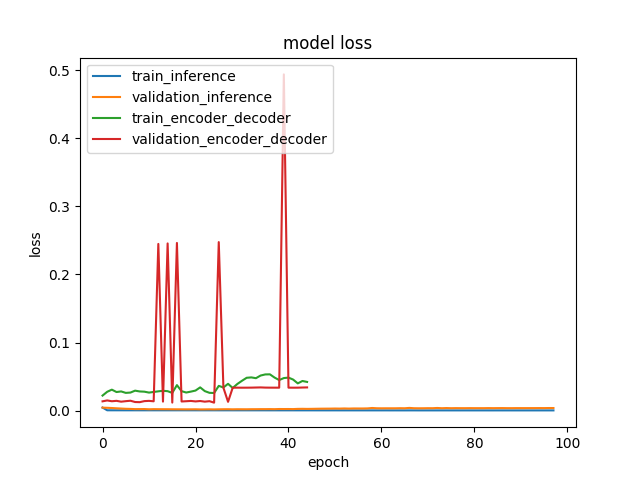 model loss
train_inference
validation_inference
train_encoder_decoder
validation_encoder_decoder
loss
0.5
0.4
0.3
0.2
0.1
0.0
0 20 40 60 80 100
epoch